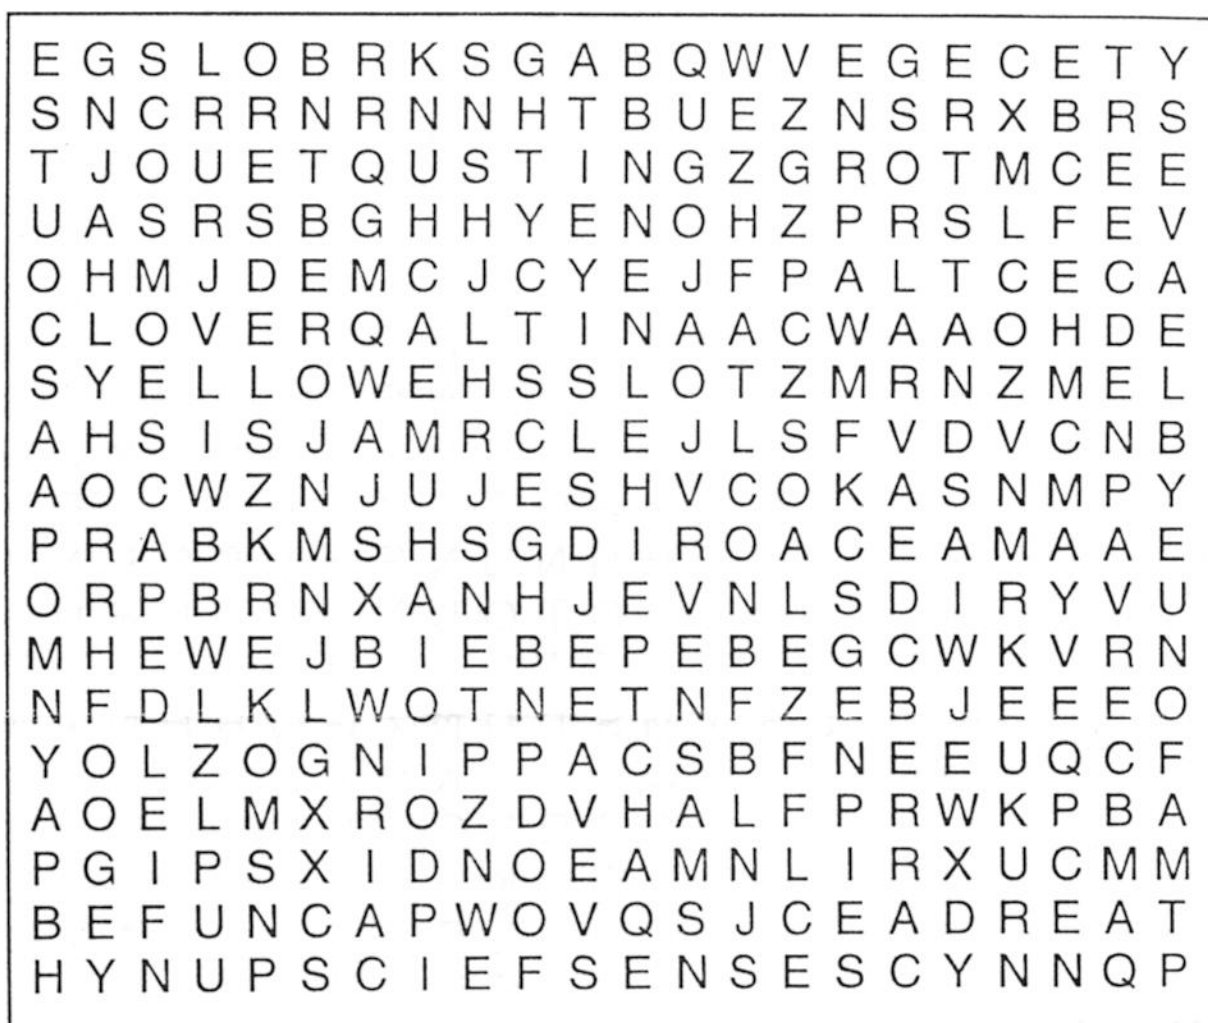 E G S L O B R K S G A B Q W V E G E C E T Y
S N C R R N R N N H T B U E Z N S R X B R S
T J O U E T Q U S T I N G Z G R O T M C E E
U A S R S B G H H Y E N O H Z P R S L F E V
O H M J D E M C J C Y E J F P A L T C E C A
C L O V E R Q A L T I N A A C W A A O H D E
S Y E L L O W E H S S L O T Z M R N Z M E L
A H S I S J A M R C L E J L S F V D V C N B
A O C W Z N J U J E S H V C O K A S N M P Y
P R A B K M S H S G D I R O A C E A M A A E
O R P B R N X A N H J E V N L S D I R Y V U
M H E W E J B I E B E P E B E G C W K V R N
N F D L K L W O T N E T N F Z E B J E E E O
Y O L Z O G N I P P A C S B F N E E U Q C F
A O E L M X R O Z D V H A L F P R W K P B A
P G I P S X I D N O E A M N L I R X U C M M
B E F U N C A P W O V Q S J C E A D R E A T
H Y N U P S C I E F S E N S E S C Y N N Q P